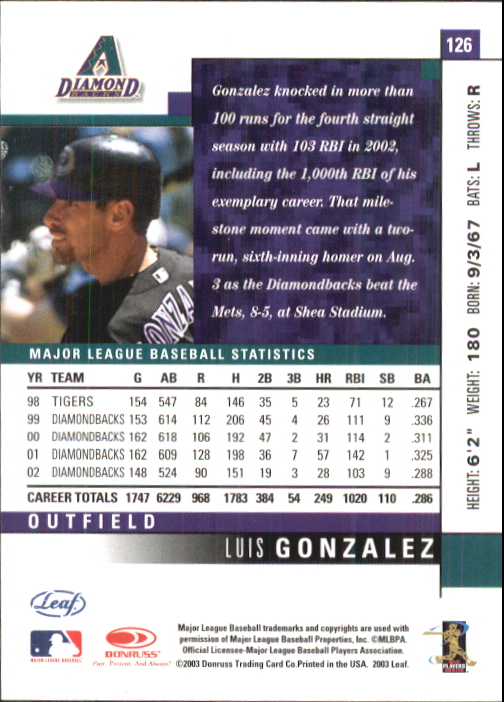 126
DIAMOND
BACKS
Gonzalez knocked in more than
100 runs for the fourth straight
season with 103 RBI in 2002,
including the 1,000th RBI of his
exemplary career. That mile-
stone moment came with a two-
run, sixth-inning homer on Aug.
3 as the Diamondbacks beat the
Mets, 8-5, at Shea Stadium.
HEIGHT: 6'2" WEIGHT: 180 BORN: 9/3/67 BATS: L THROWS: R
MAJOR LEAGUE BASEBALL STATISTICS
YR TEAM G AB R H 2B 3B HR RBI SB BA
98 TIGERS 154 547 84 146 35 5 23 71 12 .267
99 DIAMONDBACKS 153 614 112 206 45 4 26 111 9 .336
00 DIAMONDBACKS 162 618 106 192 47 2 31 114 2 .311
01 DIAMONDBACKS 162 609 128 198 36 7 57 142 1 .325
02 DIAMONDBACKS 148 524 90 151 19 3 28 103 9 .288
CAREER TOTALS 1747 6229 968 1783 384 54 249 1020 110 .286
OUTFIELD
LUIS GONZALEZ
Leaf
MAJOR LEAGUE BASEBALL
DONRUSS
Past. Present. And Always!
Major League Baseball trademarks and copyrights are used with
permission of Major League Baseball Properties, Inc. ©MLBPA.
Official Licensee-Major League Baseball Players Association.
©2003 Donruss Trading Card Co.Printed in the USA. 2003 Leaf.
PLAYERS